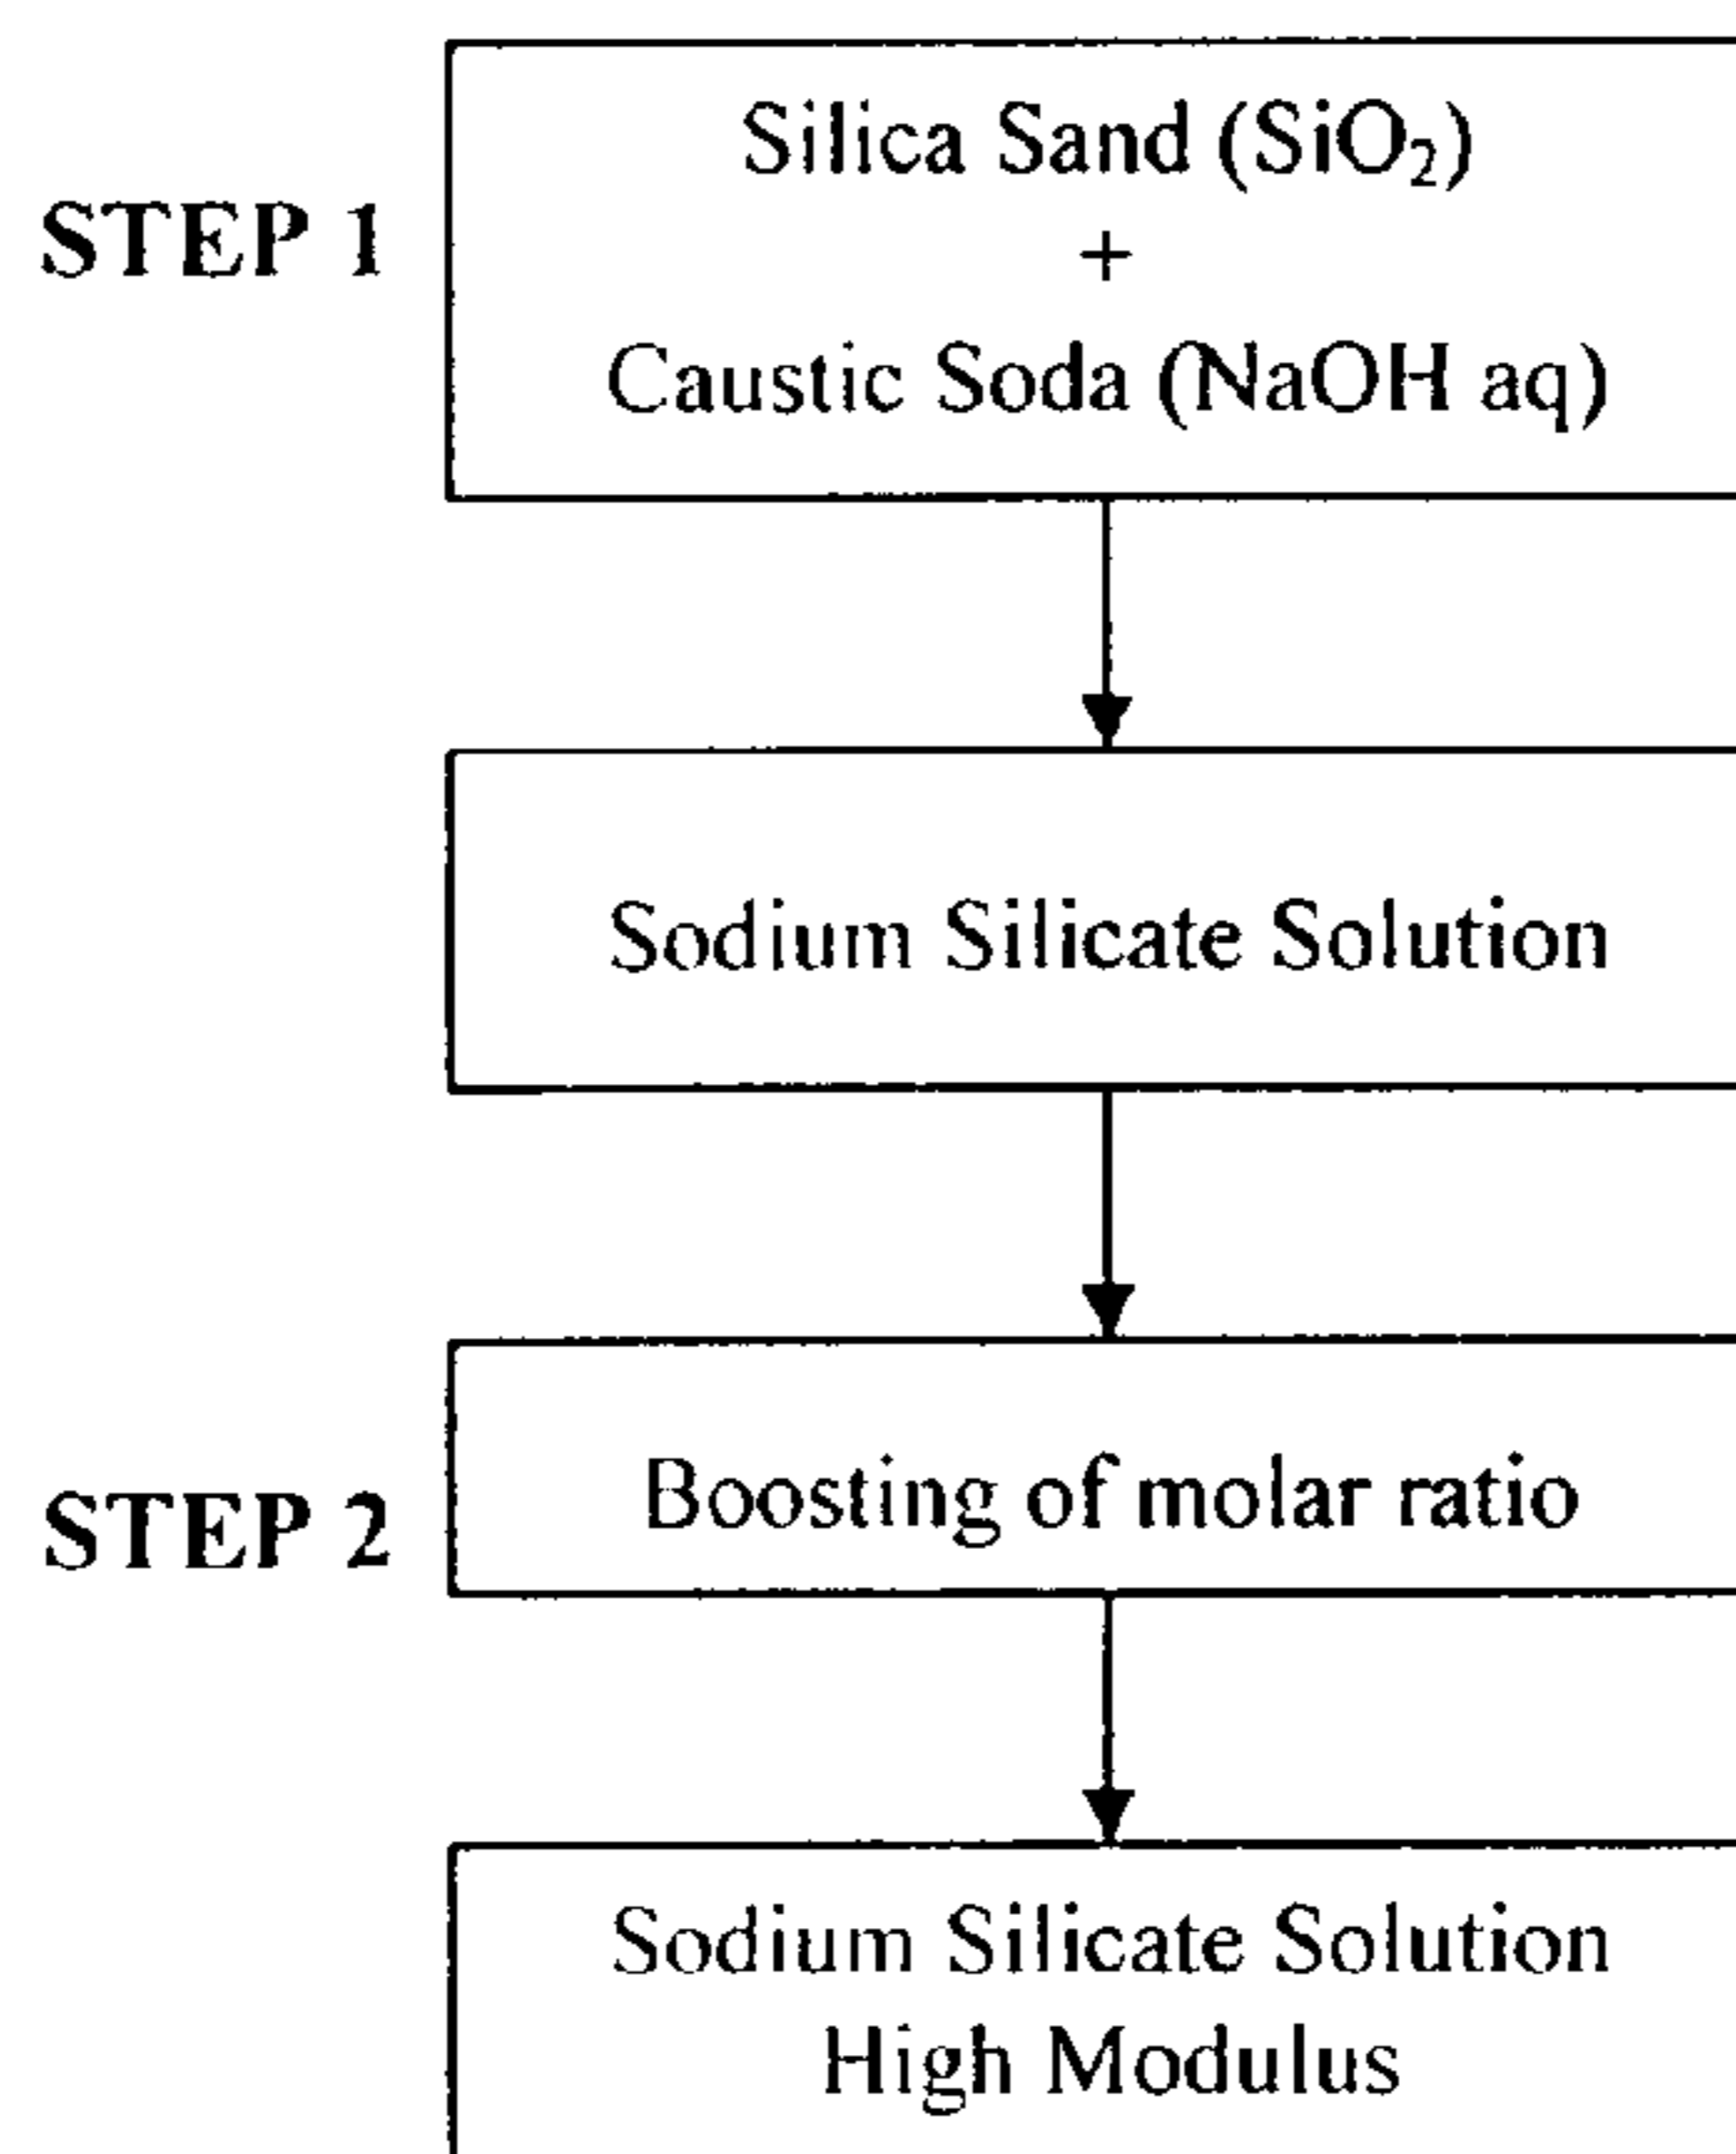 Silica Sand (SiO₂)
STEP 1
+
Caustic Soda (NaOH aq)
Sodium Silicate Solution
STEP 2
Boosting of molar ratio
Sodium Silicate Solution
High Modulus